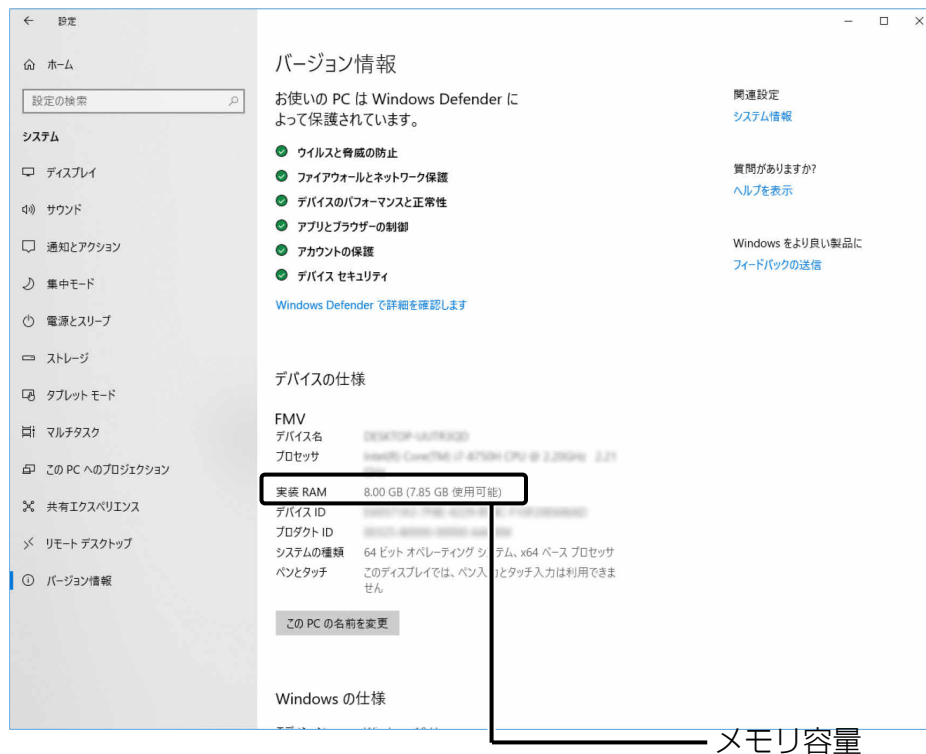 設定
ホーム
設定の検索
システム
ディスプレイ
サウンド
通知とアクション
集中モード
電源とスリープ
ストレージ
タブレット モード
マルチタスク
この PC へのプロジェクション
共有エクスペリエンス
リモート デスクトップ
バージョン情報
バージョン情報
お使いの PC は Windows Defender に
よって保護されています。
ウイルスと脅威の防止
ファイアウォールとネットワーク保護
デバイスのパフォーマンスと正常性
アプリとブラウザーの制御
アカウントの保護
デバイス セキュリティ
Windows Defender で詳細を確認します
デバイスの仕様
FMV
デバイス名
プロセッサ
実装 RAM 8.00 GB (7.85 GB 使用可能)
デバイス ID
プロダクト ID
システムの種類 64 ビット オペレーティング システム、x64 ベース プロセッサ
ペンとタッチ このディスプレイでは、ペン入力とタッチ入力は利用できま
せん
この PC の名前を変更
Windows の仕様
関連設定
システム情報
質問がありますか?
ヘルプを表示
Windows をより良い製品に
フィードバックの送信
メモリ容量